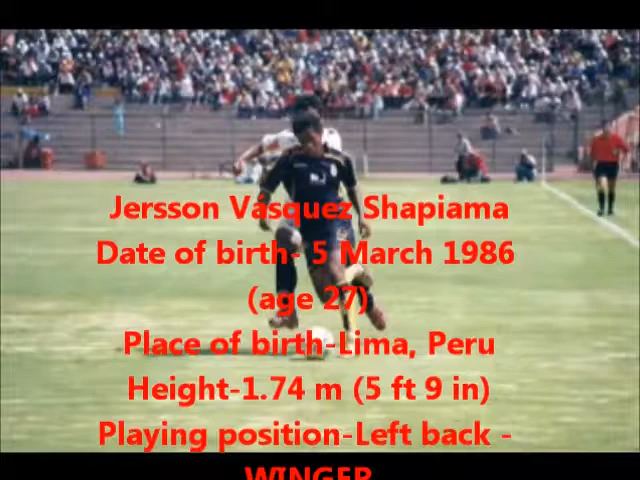 Jersson Vásquez Shapiama
Date of birth- 5 March 1986
(age 27)
Place of birth-Lima, Peru
Height-1.74 m (5 ft 9 in)
Playing position-Left back -
WINGER